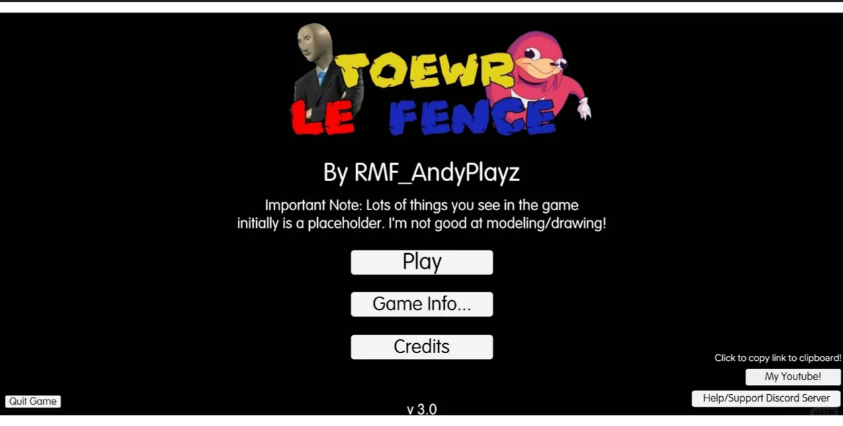 TOEWR
LE FENCE
By RMF_AndyPlayz
Important Note: Lots of things you see in the game
initially is a placeholder. I'm not good at modeling/drawing!
Play
Game Info...
Credits
Click to copy link to clipboard!
My Youtube!
Help/Support Discord Server
Quit Game
v 3.0